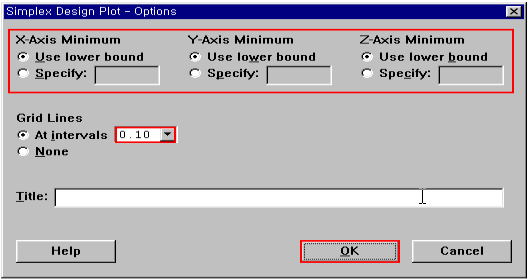 Simplex Design Plot - Options
X-Axis Minimum Y-Axis Minimum Z-Axis Minimum
Use lower bound Use lower bound Use lower bound
Specify: Specify: Specify:
Grid Lines
At intervals 0.10
None
Title:
Help OK Cancel